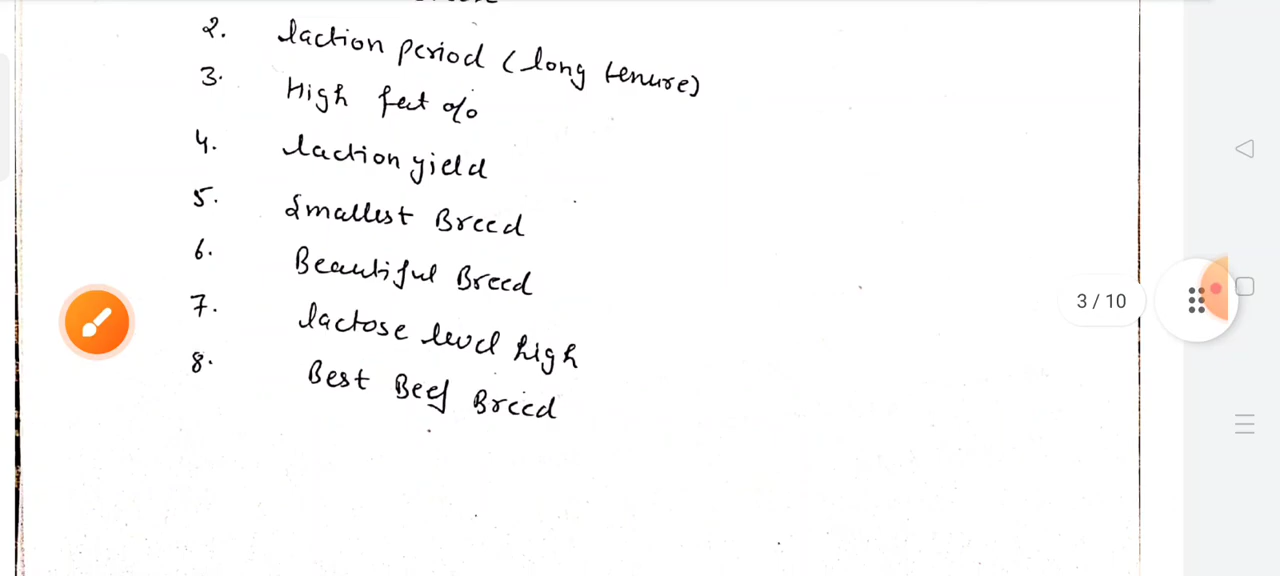 2. laction period (long tenure)
3. High fat %
4. laction yield
5. Smallest Breed
6. Beautiful Breed
7. lactose level high
8. Best Beef Breed
3 / 10